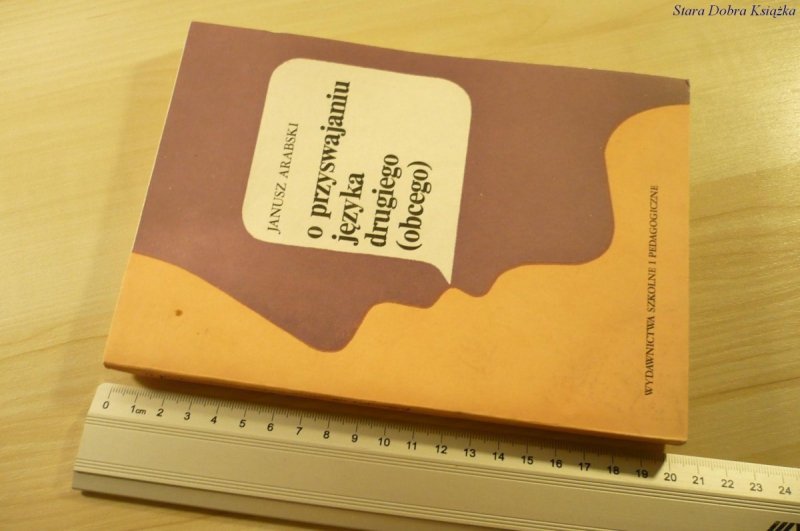 Stara Dobra Książka
JANUSZ ARABSKI
o przyswajaniu
języka
drugiego
(obcego)
WYDAWNICTWA SZKOLNE I PEDAGOGICZNE
0 1cm 2 3 4 5 6 7 8 9 10 11 12 13 14 15 16 17 18 19 20 21 22 23 24